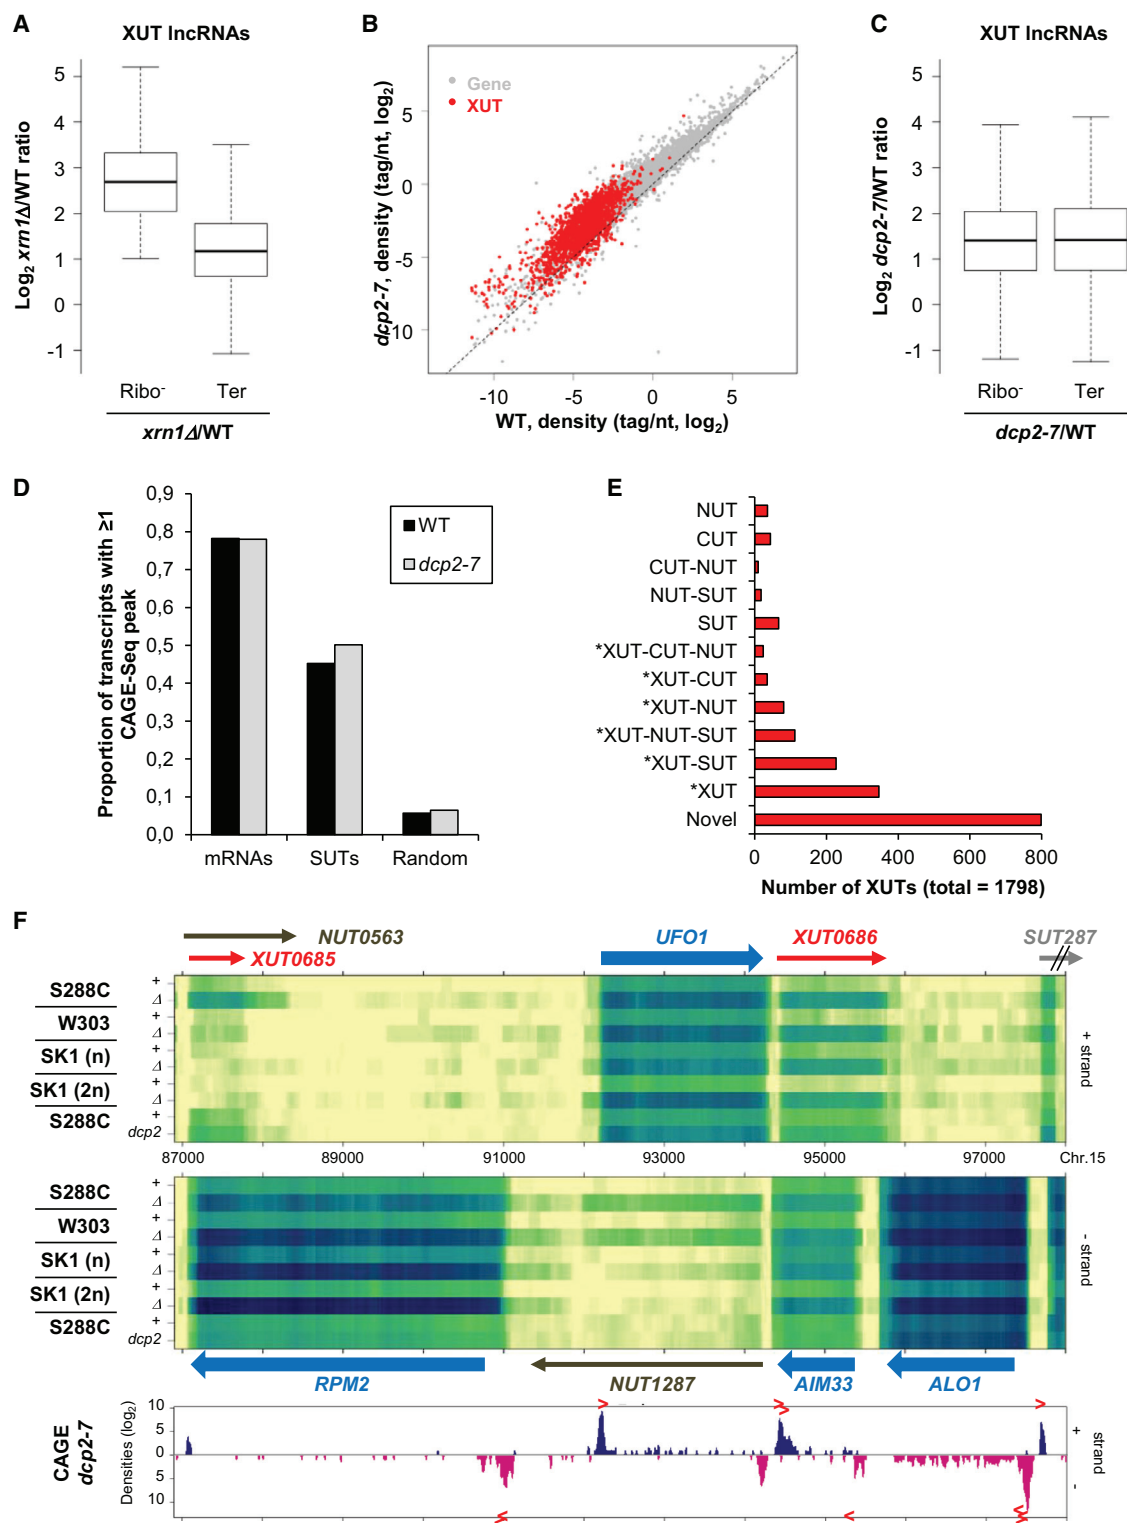 A
XUT lncRNAs
Log2 xrn1Δ/WT ratio
5
4
3
2
1
0
-1
Ribo-
Ter
xrn1Δ/WT
B
Gene
XUT
dcp2-7, density (tag/nt, log2)
5
0
-5
-10
-10
-5
0
5
WT, density (tag/nt, log2)
C
XUT lncRNAs
Log2 dcp2-7/WT ratio
5
4
3
2
1
0
-1
Ribo-
Ter
dcp2-7/WT
D
Proportion of transcripts with ≥1
CAGE-Seq peak
0,9
0,8
0,7
0,6
0,5
0,4
0,3
0,2
0,1
0,0
WT
dcp2-7
mRNAs
SUTs
Random
E
NUT
CUT
CUT-NUT
NUT-SUT
SUT
*XUT-CUT-NUT
*XUT-CUT
*XUT-NUT
*XUT-NUT-SUT
*XUT-SUT
*XUT
Novel
0
200
400
600
800
Number of XUTs (total = 1798)
F
NUT0563
XUT0685
UFO1
XUT0686
SUT287
S288C
W303
SK1 (n)
SK1 (2n)
S288C
+
Δ
+
Δ
+
Δ
+
Δ
+
dcp2
+ strand
87000
89000
91000
93000
95000
97000
Chr.15
S288C
W303
SK1 (n)
SK1 (2n)
S288C
+
Δ
+
Δ
+
Δ
+
Δ
+
dcp2
- strand
RPM2
NUT1287
AIM33
ALO1
CAGE
dcp2-7
Densities (log2)
10
5
0
5
10
+
strand
-
87000
89000
91000
93000
95000
97000